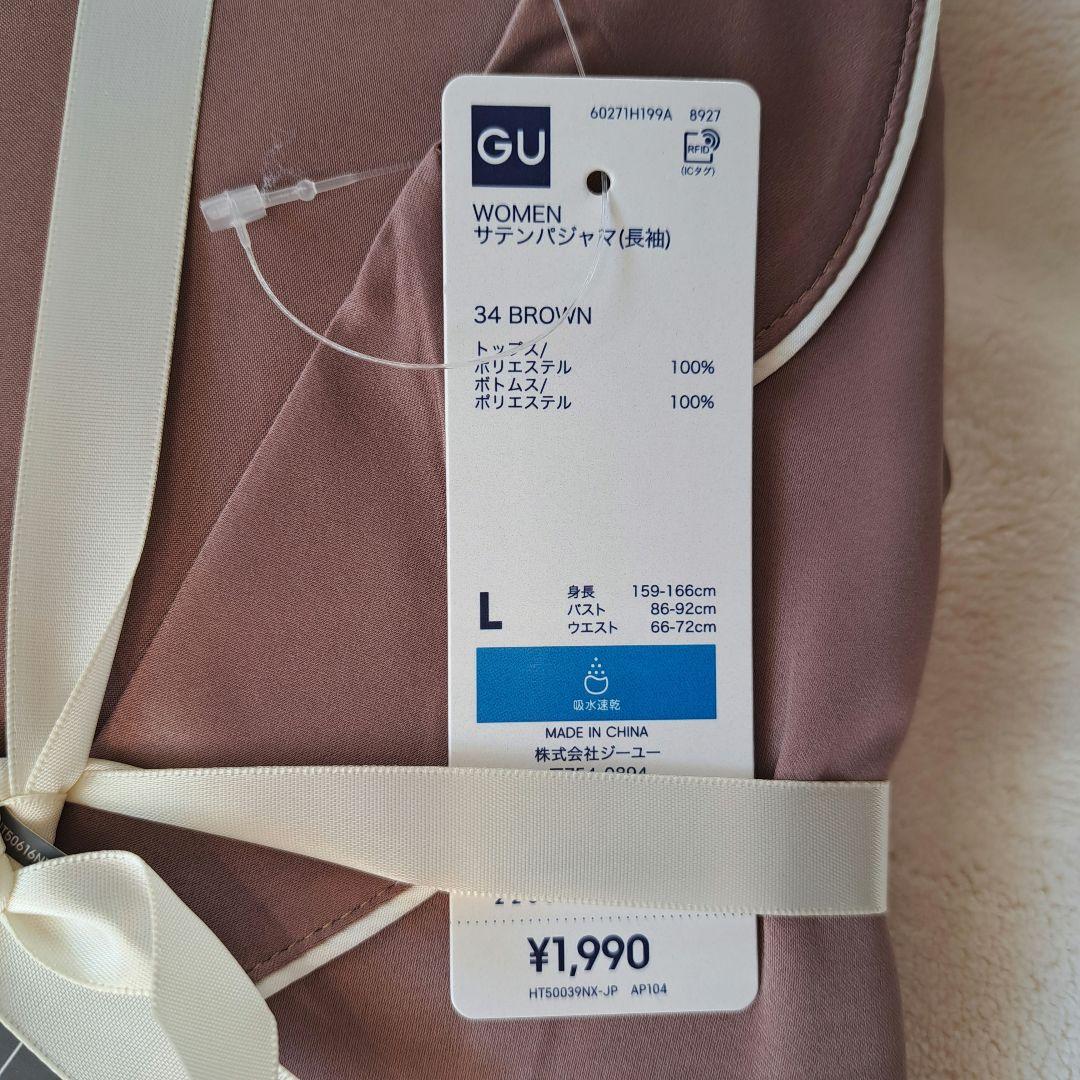 GU
60271H199A 8927
RFID
(ICタグ)
WOMEN
サテンパジャマ(長袖)
34 BROWN
トップス/
ポリエステル 100%
ボトムス/
ポリエステル 100%
L
身長 159-166cm
バスト 86-92cm
ウエスト 66-72cm
吸水速乾
MADE IN CHINA
株式会社ジーユー
〒754-0894
¥1,990
HT50039NX-JP AP104